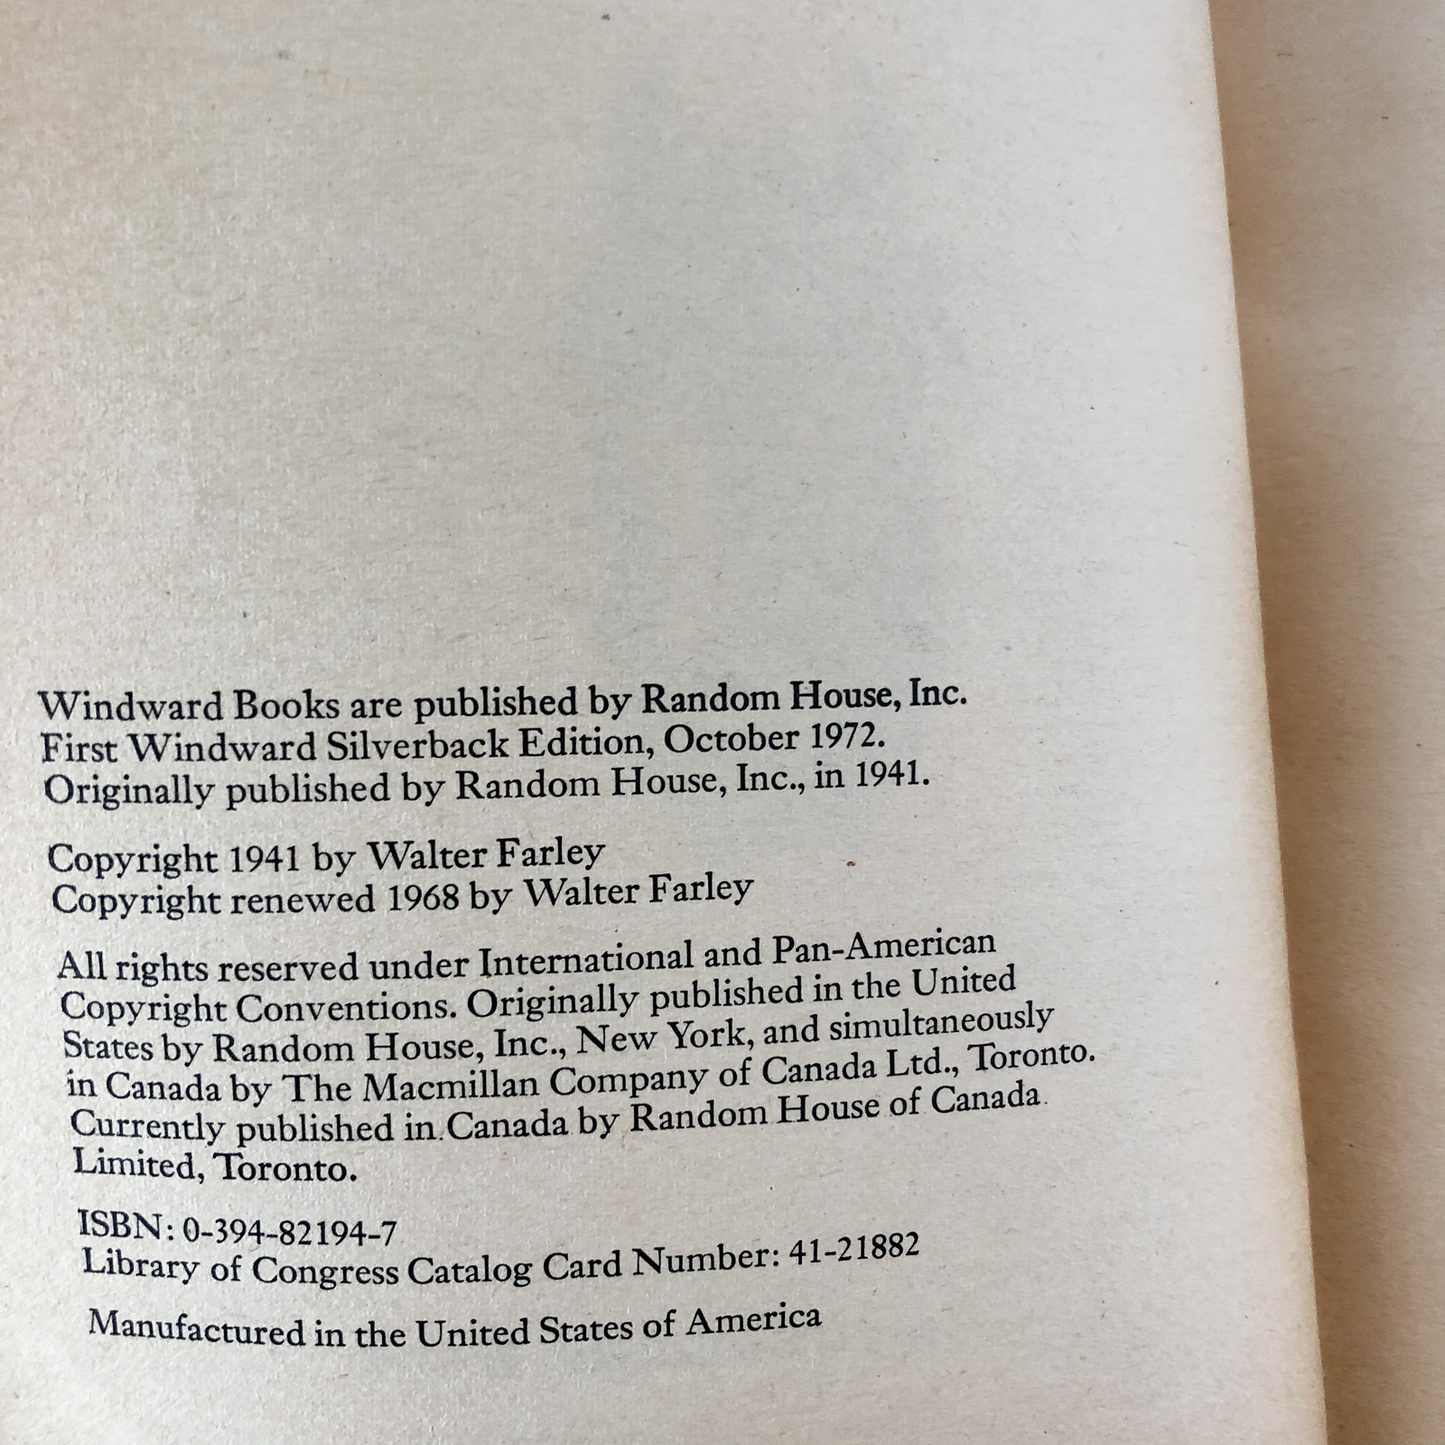 Windward Books are published by Random House, Inc.
First Windward Silverback Edition, October 1972.
Originally published by Random House, Inc., in 1941.
Copyright 1941 by Walter Farley
Copyright renewed 1968 by Walter Farley
All rights reserved under International and Pan-American
Copyright Conventions. Originally published in the United
States by Random House, Inc., New York, and simultaneously
in Canada by The Macmillan Company of Canada Ltd., Toronto.
Currently published in Canada by Random House of Canada
Limited, Toronto.
ISBN: 0-394-82194-7
Library of Congress Catalog Card Number: 41-21882
Manufactured in the United States of America